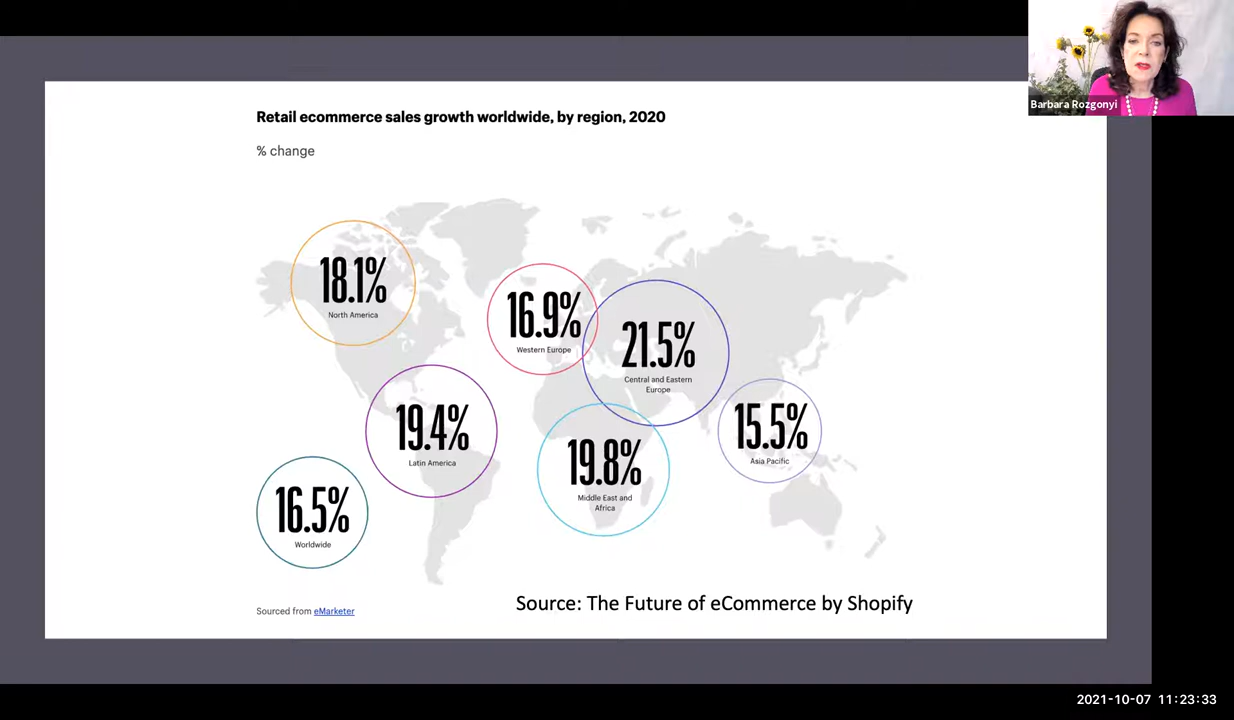 Barbara Rozgonyi
Retail ecommerce sales growth worldwide, by region, 2020
% change
18.1%
North America
16.9%
Western Europe
21.5%
Central and Eastern
Europe
19.4%
Latin America
19.8%
Middle East and
Africa
15.5%
Asia Pacific
16.5%
Worldwide
Sourced from eMarketer
Source: The Future of eCommerce by Shopify
2021-10-07 11:23:33